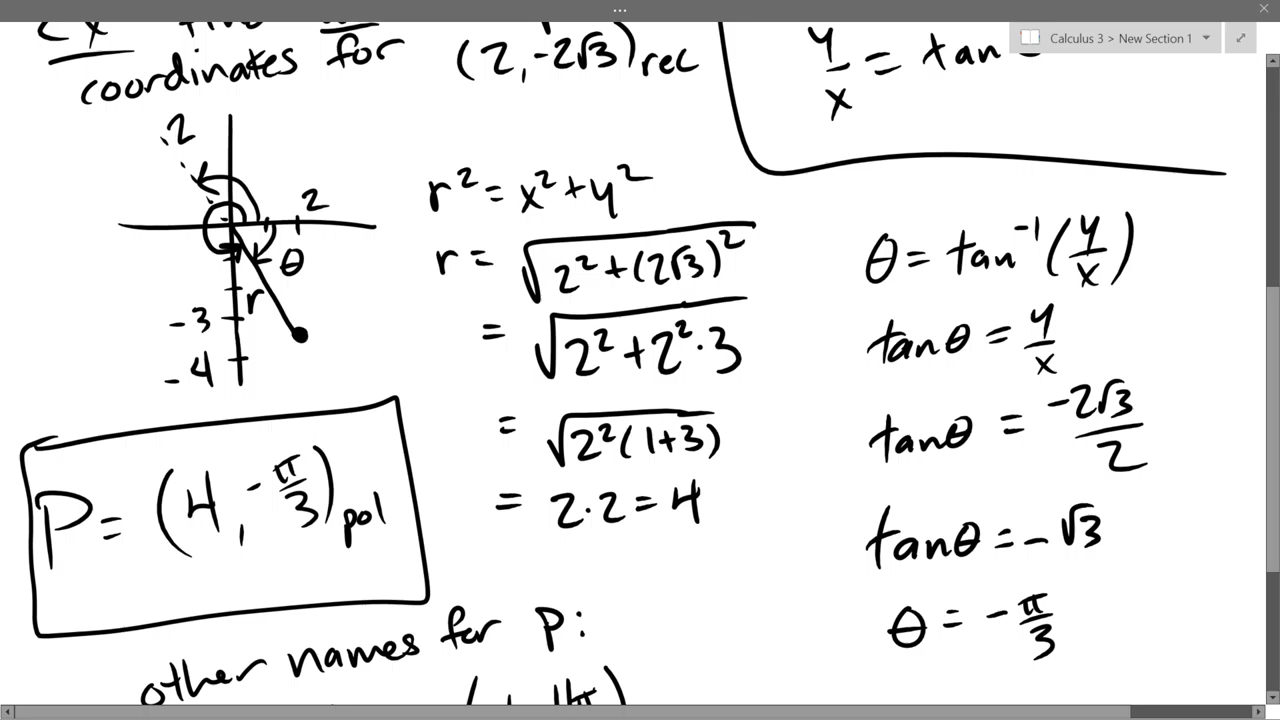 Calculus 3 > New Section 1
coordinates for (2, -2√3)rec
y/x = tan
.2
2
θ
r
-3
-4
r² = x² + y²
r = √(2² + (2√3)²)
= √(2² + 2² · 3)
= √(2²(1+3))
= 2·2 = 4
θ = tan⁻¹(y/x)
tanθ = y/x
tanθ = -2√3/2
tanθ = -√3
θ = -π/3
P = (4, -π/3)pol
other names for P: